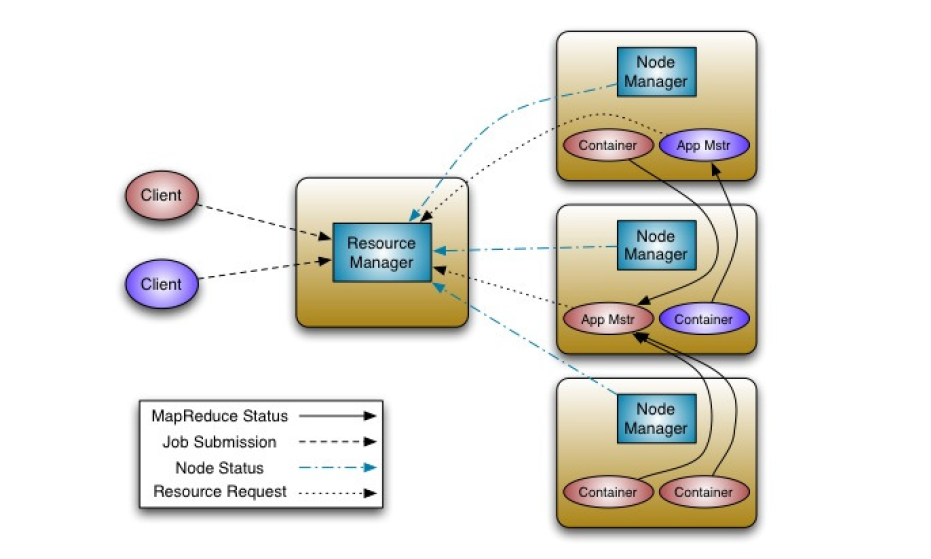 Node
Manager
Container
App Mstr
Client
Resource
Manager
Node
Manager
Client
App Mstr
Container
Node
Manager
MapReduce Status
Job Submission
Node Status
Resource Request
Container
Container